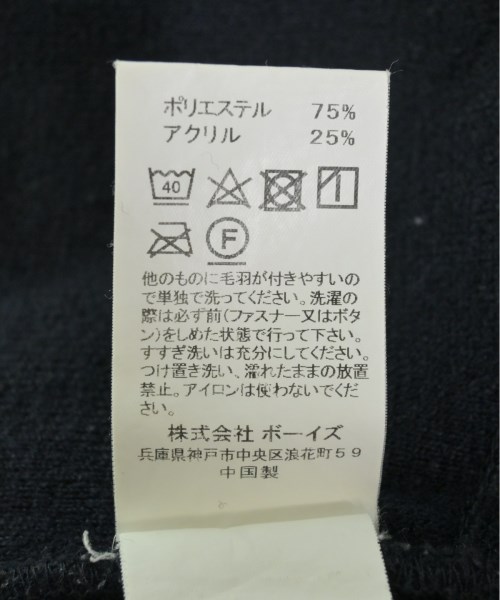 ポリエステル 75%
アクリル 25%
40
F
他のものに毛羽が付きやすいの
で単独で洗ってください。洗濯の
際は必ず前(ファスナー又はボタ
ン)をしめた状態で行って下さい。
すすぎ洗いは充分にしてください。
つけ置き洗い、濡れたままの放置
禁止。アイロンは使わないでくだ
さい。
株式会社 ボーイズ
兵庫県神戸市中央区浪花町59
中国製